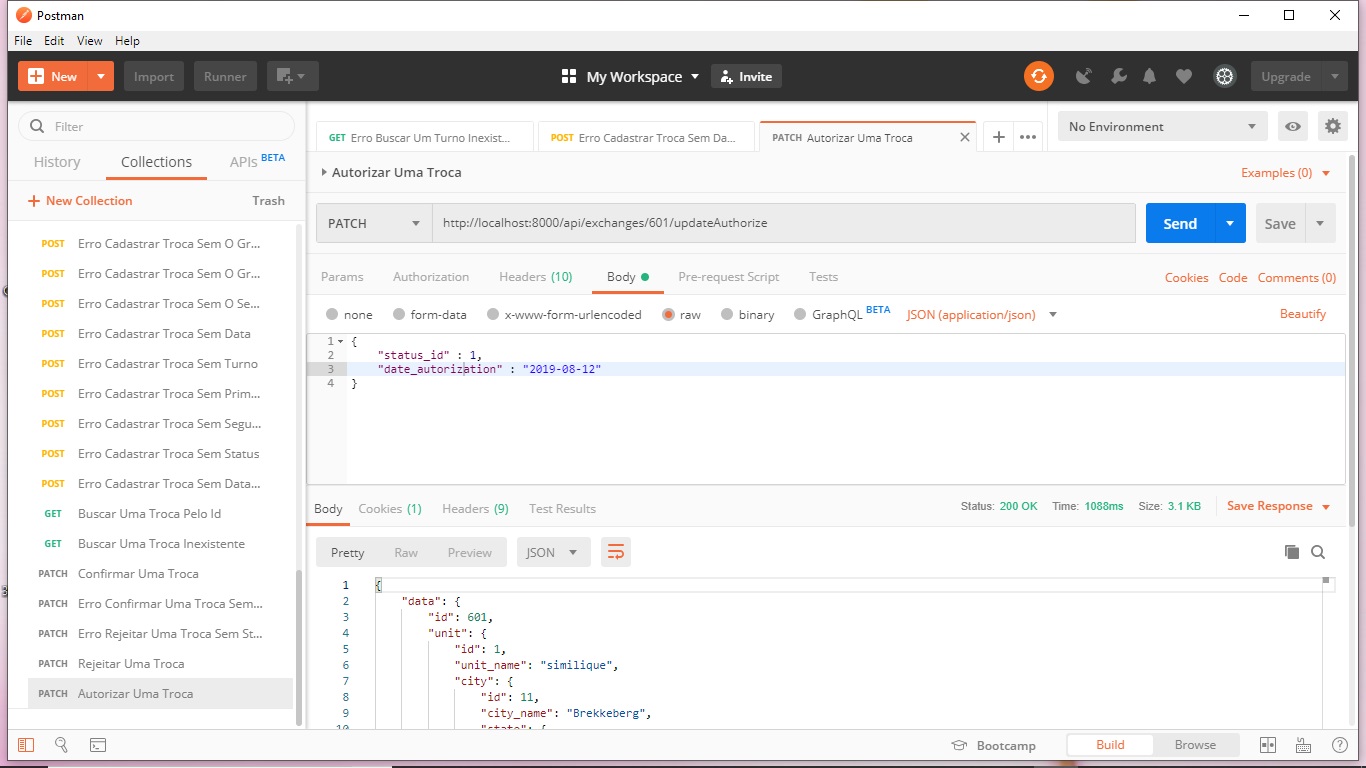 Postman
File Edit View Help
New Import Runner My Workspace Invite Upgrade
Filter
History Collections APIs BETA
New Collection Trash
POST Erro Cadastrar Troca Sem O Gr...
POST Erro Cadastrar Troca Sem O Gr...
POST Erro Cadastrar Troca Sem O Se...
POST Erro Cadastrar Troca Sem Data
POST Erro Cadastrar Troca Sem Turno
POST Erro Cadastrar Troca Sem Prim...
POST Erro Cadastrar Troca Sem Segu...
POST Erro Cadastrar Troca Sem Status
POST Erro Cadastrar Troca Sem Data...
GET Buscar Uma Troca Pelo Id
GET Buscar Uma Troca Inexistente
PATCH Confirmar Uma Troca
PATCH Erro Confirmar Uma Troca Sem...
PATCH Erro Rejeitar Uma Troca Sem St...
PATCH Rejeitar Uma Troca
PATCH Autorizar Uma Troca
GET Erro Buscar Um Turno Inexist... POST Erro Cadastrar Troca Sem Da... PATCH Autorizar Uma Troca No Environment
Autorizar Uma Troca Examples (0)
PATCH http://localhost:8000/api/exchanges/601/updateAuthorize Send Save
Params Authorization Headers (10) Body Pre-request Script Tests Cookies Code Comments (0)
none form-data x-www-form-urlencoded raw binary GraphQL BETA JSON (application/json) Beautify
1 {
2 "status_id" : 1,
3 "date_autorization" : "2019-08-12"
4 }
Body Cookies (1) Headers (9) Test Results Status: 200 OK Time: 1088ms Size: 3.1 KB Save Response
Pretty Raw Preview JSON
1 {
2 "data": {
3 "id": 601,
4 "unit": {
5 "id": 1,
6 "unit_name": "similique",
7 "city": {
8 "id": 11,
9 "city_name": "Brekkeberg",
10 "state": {
Bootcamp Build Browse